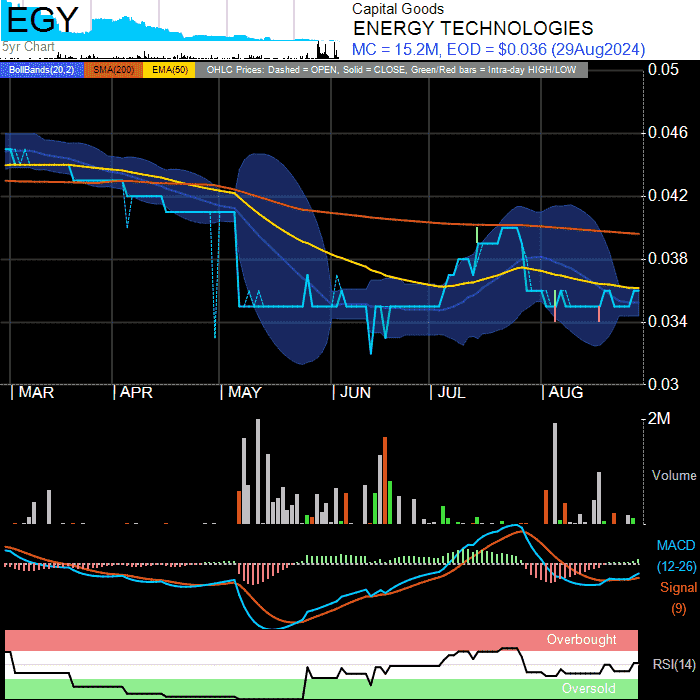 EGY
5yr Chart
Capital Goods
ENERGY TECHNOLOGIES
MC = 15.2M, EOD = $0.036 (29Aug2024)
BollBands(20,2) SMA(200) EMA(50) OHLC Prices: Dashed = OPEN, Solid = CLOSE, Green/Red bars = Intra-day HIGH/LOW
0.05
0.046
0.042
0.038
0.034
0.03
MAR APR MAY JUN JUL AUG
2M
Volume
MACD
(12-26)
Signal
(9)
Overbought
RSI(14)
Oversold